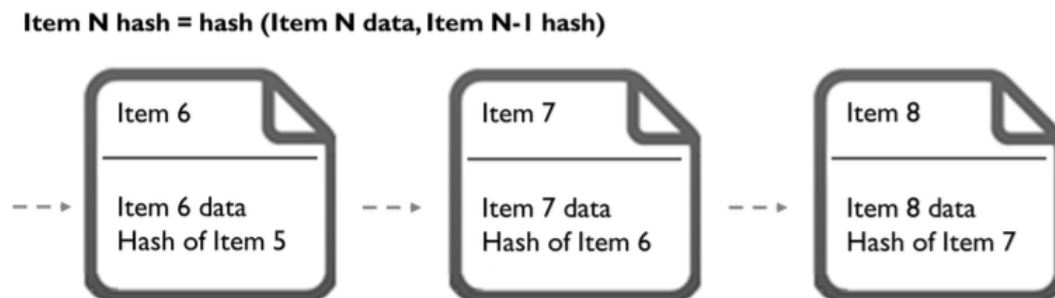 Item N hash = hash (Item N data, Item N-1 hash)
Item 6
Item 6 data
Hash of Item 5
Item 7
Item 7 data
Hash of Item 6
Item 8
Item 8 data
Hash of Item 7